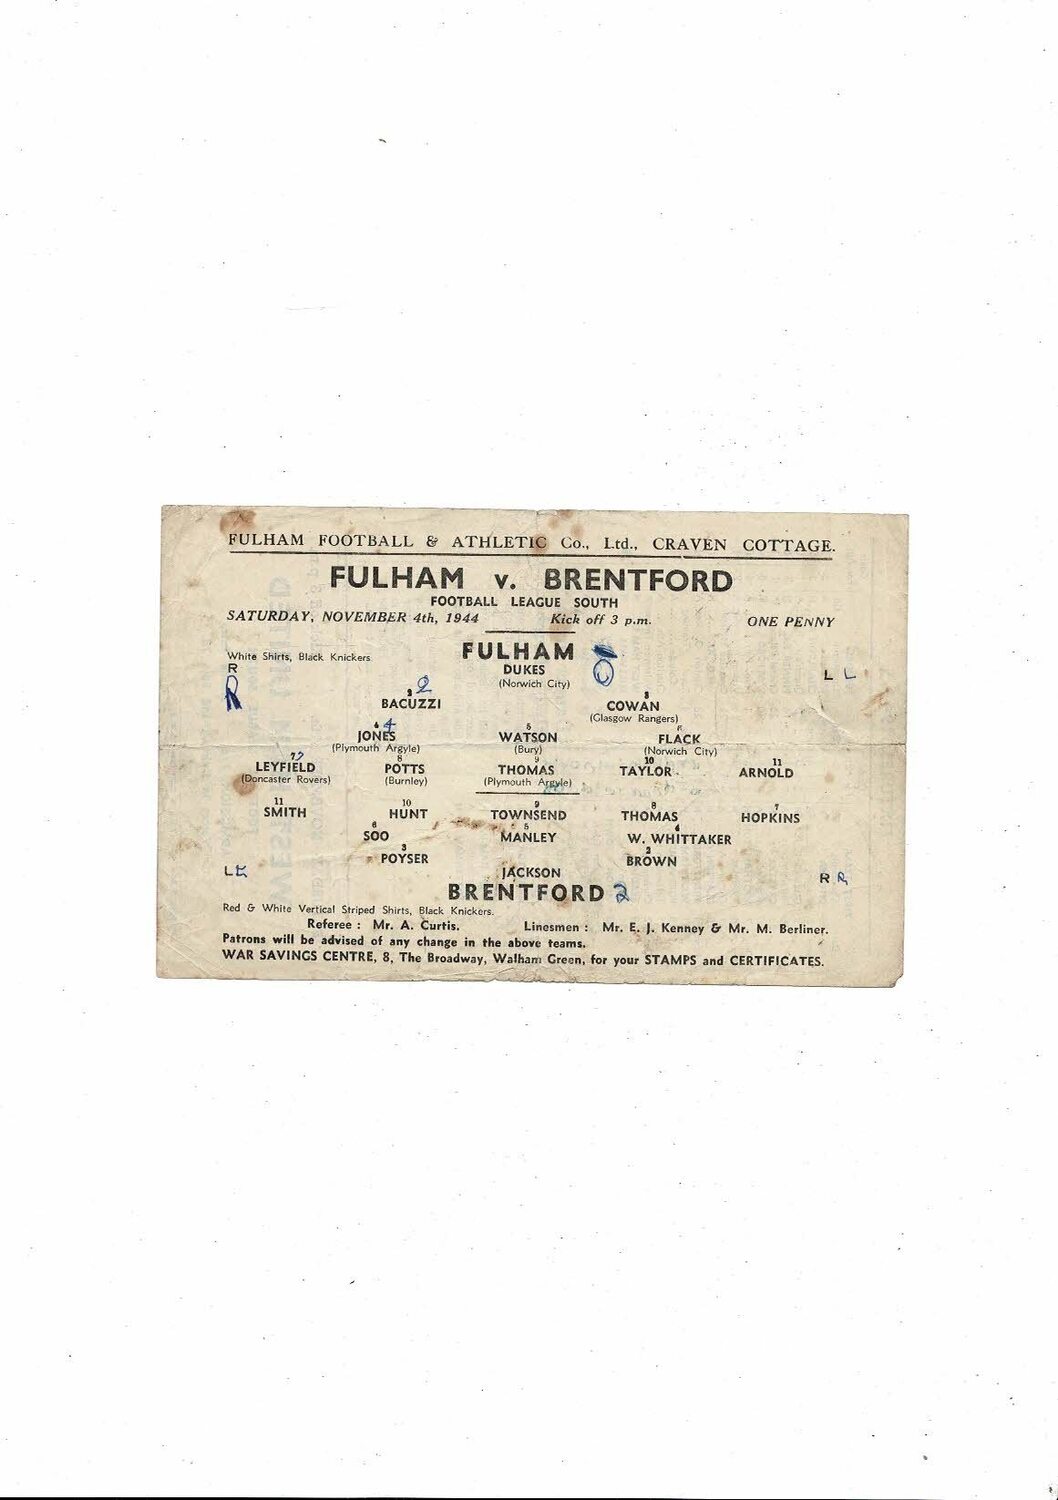 FULHAM FOOTBALL & ATHLETIC Co., Ltd., CRAVEN COTTAGE.
FULHAM v. BRENTFORD
FOOTBALL LEAGUE SOUTH
SATURDAY, NOVEMBER 4th, 1944 Kick off 3 p.m. ONE PENNY
White Shirts, Black Knickers FULHAM
R DUKES 0 L L
R (Norwich City)
2 2 3
BACUZZI COWAN
(Glasgow Rangers)
4 4 5 6
JONES WATSON FLACK
(Plymouth Argyle) (Bury) (Norwich City)
7 7 8 9 10 11
LEYFIELD POTTS THOMAS TAYLOR ARNOLD
(Doncaster Rovers) (Burnley) (Plymouth Argyle)
11 10 9 8 7
SMITH HUNT TOWNSEND THOMAS HOPKINS
6 5 4
SOO MANLEY W. WHITTAKER
3 2
POYSER BROWN
L JACKSON R R
BRENTFORD 2
Red & White Vertical Striped Shirts, Black Knickers.
Referee : Mr. A. Curtis. Linesmen : Mr. E. J. Kenney & Mr. M. Berliner.
Patrons will be advised of any change in the above teams.
WAR SAVINGS CENTRE, 8, The Broadway, Walham Green, for your STAMPS and CERTIFICATES.